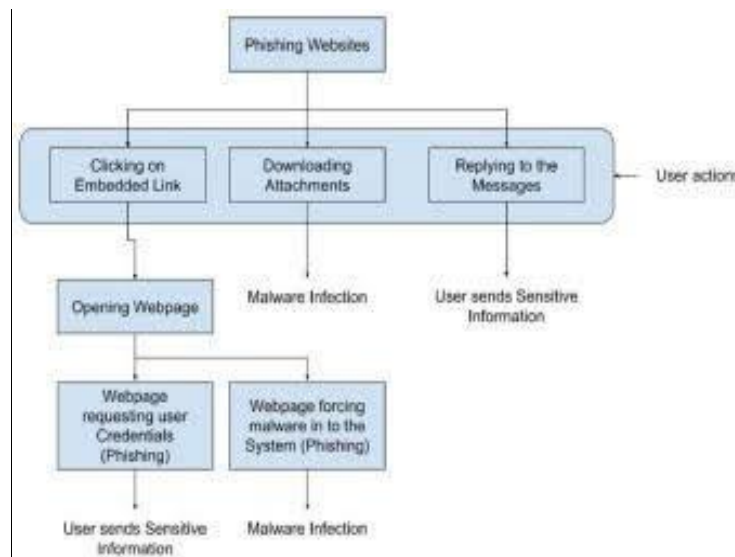 Phishing Websites
Clicking on
Embedded Link
Downloading
Attachments
Replying to the
Messages
User actions
Opening Webpage
Malware Infection
User sends Sensitive
Information
Webpage
requesting user
Credentials
(Phishing)
Webpage forcing
malware in to the
System (Phishing)
User sends Sensitive
Information
Malware Infection